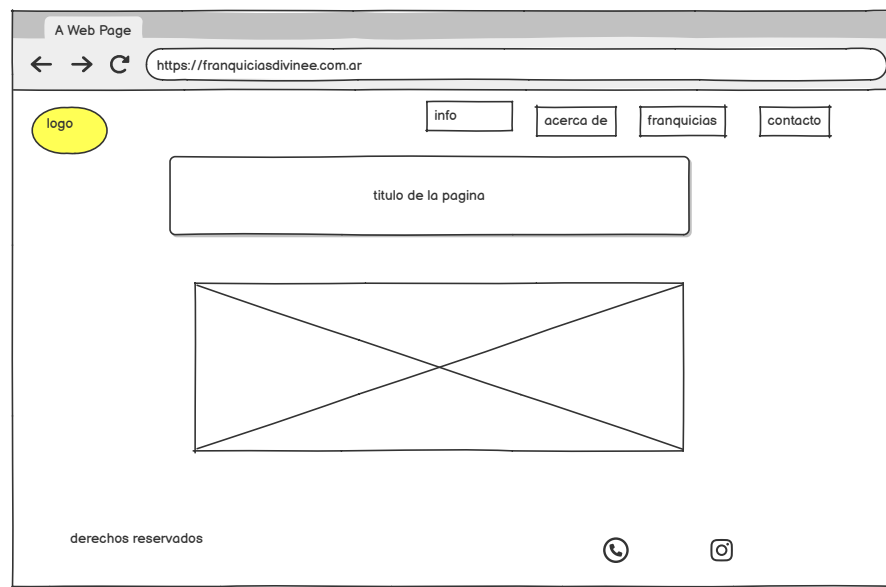 A Web Page
https://franquiciasdivinee.com.ar
logo
info
acerca de
franquicias
contacto
titulo de la pagina
derechos reservados